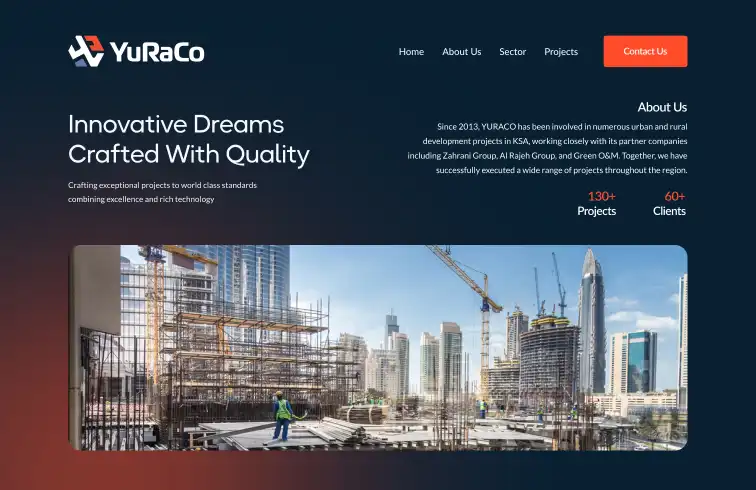 YuRaCo
Home About Us Sector Projects Contact Us
Innovative Dreams
Crafted With Quality
Crafting exceptional projects to world class standards
combining excellence and rich technology
About Us
Since 2013, YURACO has been involved in numerous urban and rural
development projects in KSA, working closely with its partner companies
including Zahrani Group, Al Rajeh Group, and Green O&M. Together, we have
successfully executed a wide range of projects throughout the region.
130+ 60+
Projects Clients